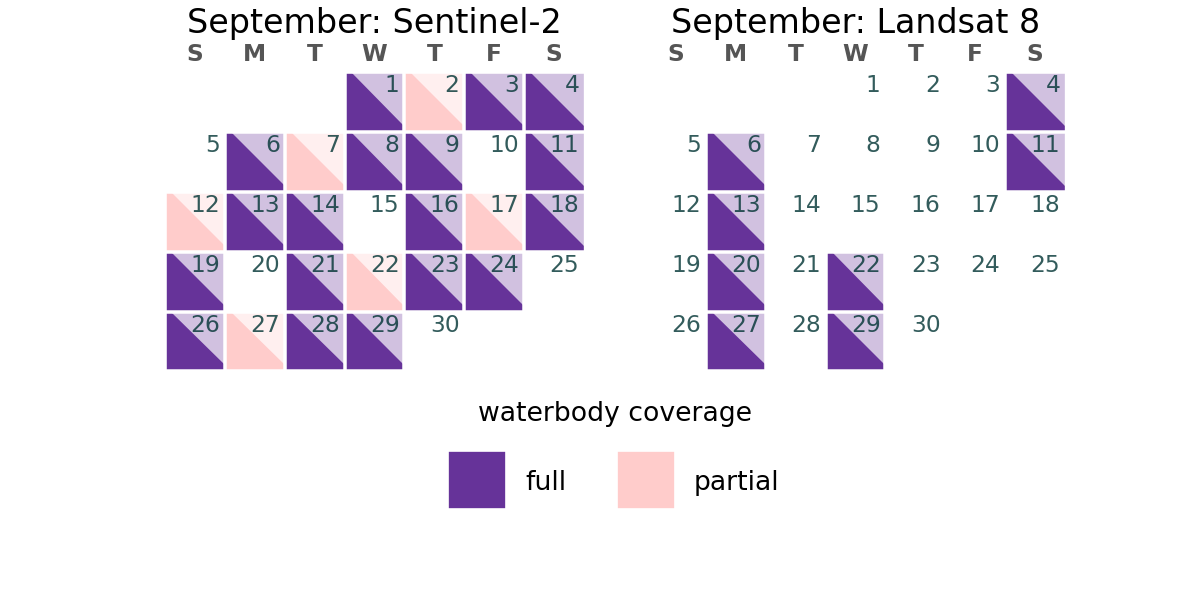 September: Sentinel-2
S M T W T F S
1 2 3 4
5 6 7 8 9 10 11
12 13 14 15 16 17 18
19 20 21 22 23 24 25
26 27 28 29 30
September: Landsat 8
S M T W T F S
1 2 3 4
5 6 7 8 9 10 11
12 13 14 15 16 17 18
19 20 21 22 23 24 25
26 27 28 29 30
waterbody coverage
full partial